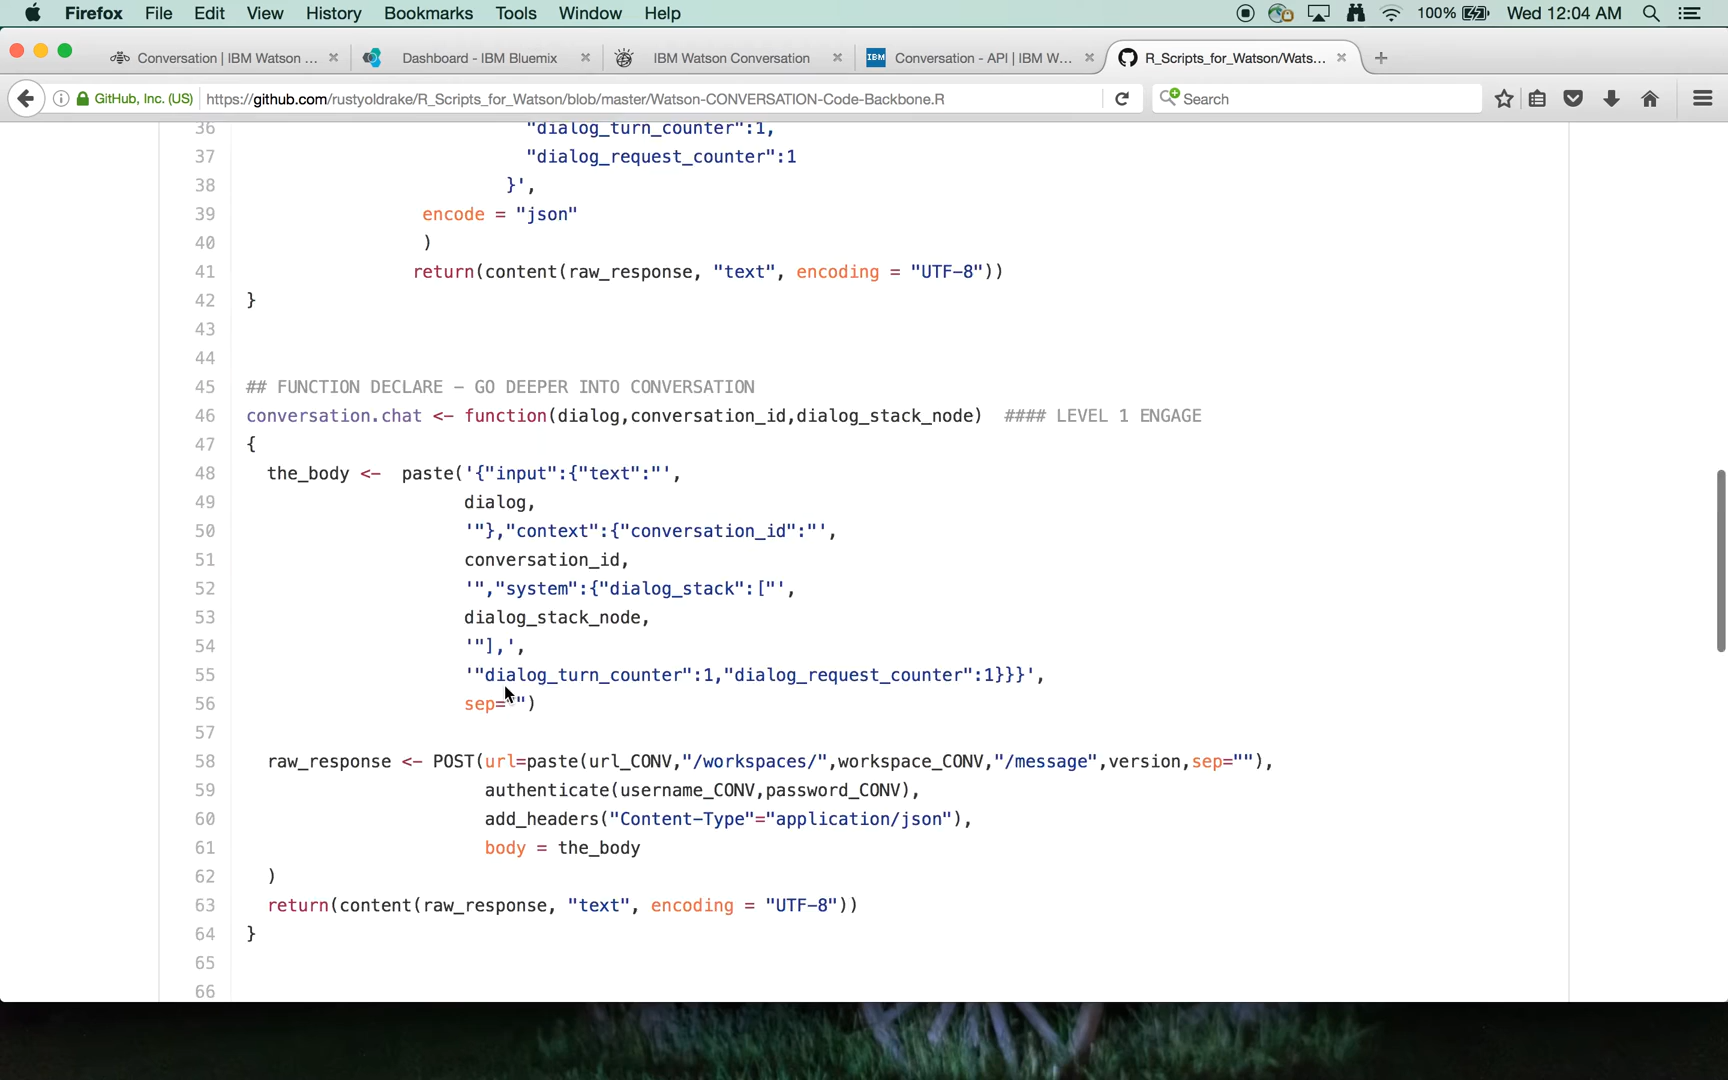 Firefox File Edit View History Bookmarks Tools Window Help 100% Wed 12:04 AM
Conversation | IBM Watson ... Dashboard - IBM Bluemix IBM Watson Conversation IBM Conversation - API | IBM W... R_Scripts_for_Watson/Wats...
GitHub, Inc. (US) https://github.com/rustyoldrake/R_Scripts_for_Watson/blob/master/Watson-CONVERSATION-Code-Backbone.R Search
36 "dialog_turn_counter":1,
37 "dialog_request_counter":1
38 }',
39 encode = "json"
40 )
41 return(content(raw_response, "text", encoding = "UTF-8"))
42 }
43
44
45 ## FUNCTION DECLARE - GO DEEPER INTO CONVERSATION
46 conversation.chat <- function(dialog,conversation_id,dialog_stack_node) #### LEVEL 1 ENGAGE
47 {
48 the_body <- paste('{"input":{"text":"',
49 dialog,
50 '"},"context":{"conversation_id":"',
51 conversation_id,
52 '","system":{"dialog_stack":["',
53 dialog_stack_node,
54 '"],',
55 '"dialog_turn_counter":1,"dialog_request_counter":1}}}',
56 sep="")
57
58 raw_response <- POST(url=paste(url_CONV,"/workspaces/",workspace_CONV,"/message",version,sep=""),
59 authenticate(username_CONV,password_CONV),
60 add_headers("Content-Type"="application/json"),
61 body = the_body
62 )
63 return(content(raw_response, "text", encoding = "UTF-8"))
64 }
65
66